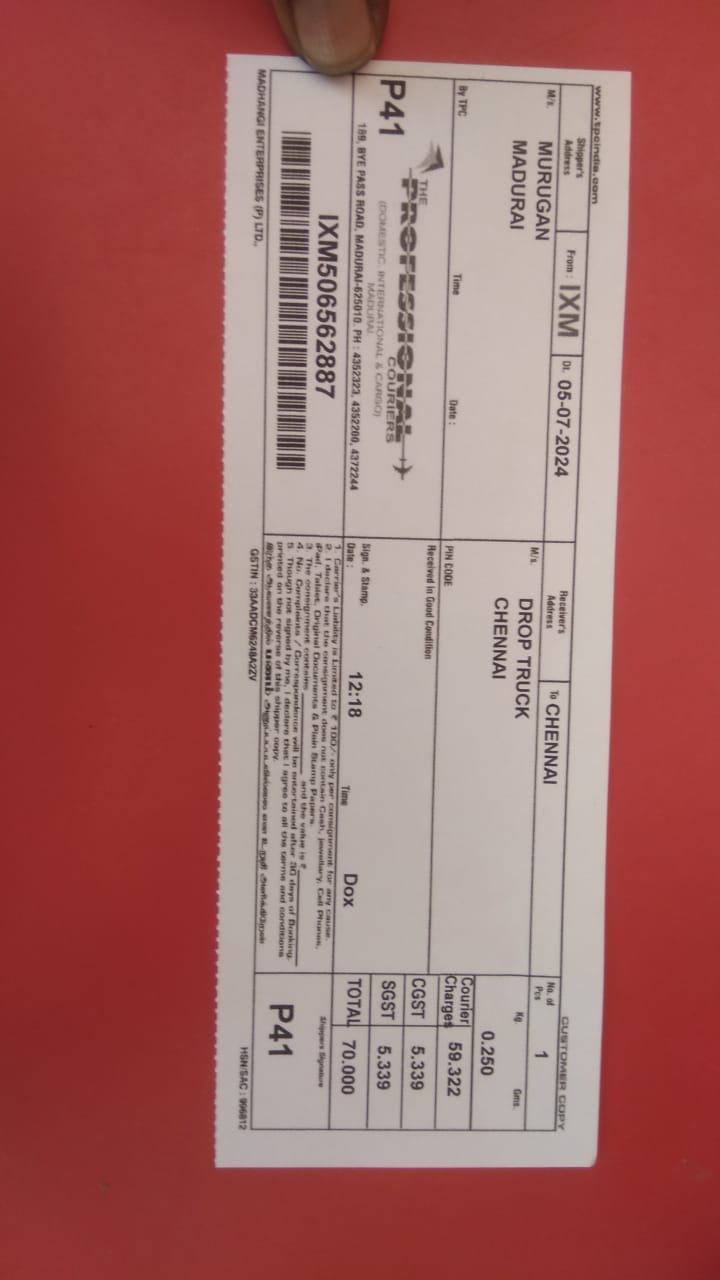 www.tpcindia.com
CUSTOMER COPY
Shipper's Address
From : IXM
Dt. 05-07-2024
Receiver's Address
To CHENNAI
No. of Pcs
1
M/s.
MURUGAN
MADURAI
M/s.
DROP TRUCK
CHENNAI
Kg.
Gms.
0.250
By TPC
Time
Date :
PIN CODE
Courier Charges 59.322
P41
THE
PROFESSIONAL
COURIERS
(DOMESTIC, INTERNATIONAL & CARGO)
MADURAI
189, BYE PASS ROAD, MADURAI-625010. PH : 4352323, 4352200, 4372244
Received in Good Condition
CGST 5.339
SGST 5.339
Sign. & Stamp.
Date :
12:18
Time
Dox
TOTAL 70.000
IXM506562887
1. Carrier's Liability is Limited to ₹ 100/- only per consignment for any cause.
2. I declare that the consignment does not contain Cash, jewellary, Cell Phones,
iPad, Tablet, Original Documents & Plain Stamp Papers.
3. The consignment contains and the value is ₹
4. No. Complaints / Correspondence will be entertained after 30 days of Booking.
5. Though not signed by me, I declare that I agree to all the terms and conditions
printed on the reverse of this shipper copy.
Shippers Signature
P41
MADHANGI ENTERPRISES (P) LTD.,
GSTIN : 33AADCM6248A2ZV
HSN/SAC : 996812